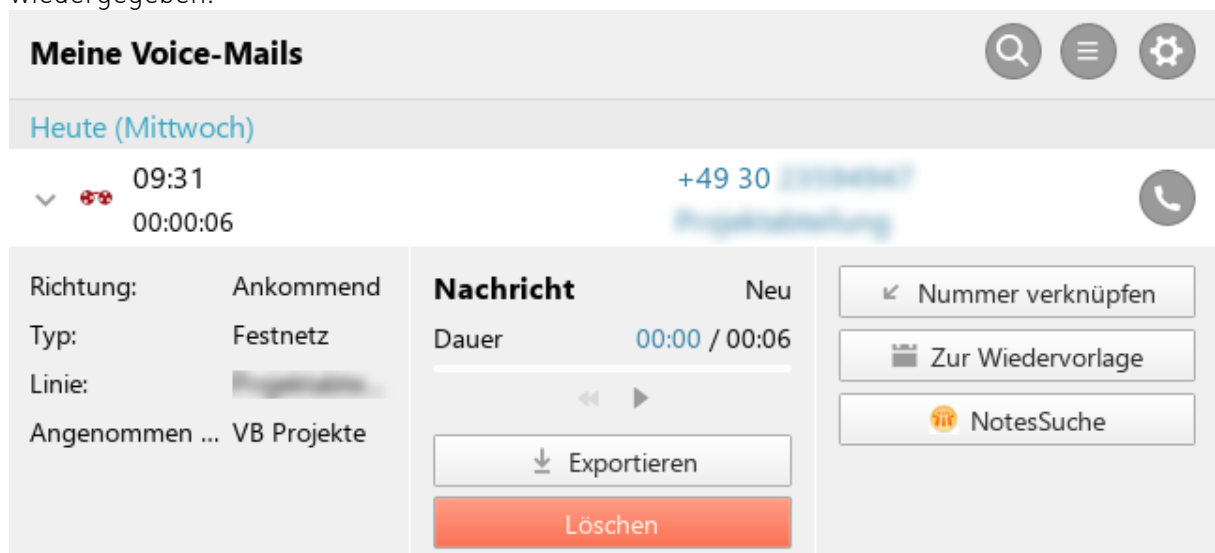 wiedergegeben.
Meine Voice-Mails
Heute (Mittwoch)
09:31 +49 30
00:00:06
Richtung: Ankommend
Typ: Festnetz
Linie:
Angenommen ... VB Projekte
Nachricht Neu
Dauer 00:00 / 00:06
Exportieren
Löschen
Nummer verknüpfen
Zur Wiedervorlage
NotesSuche